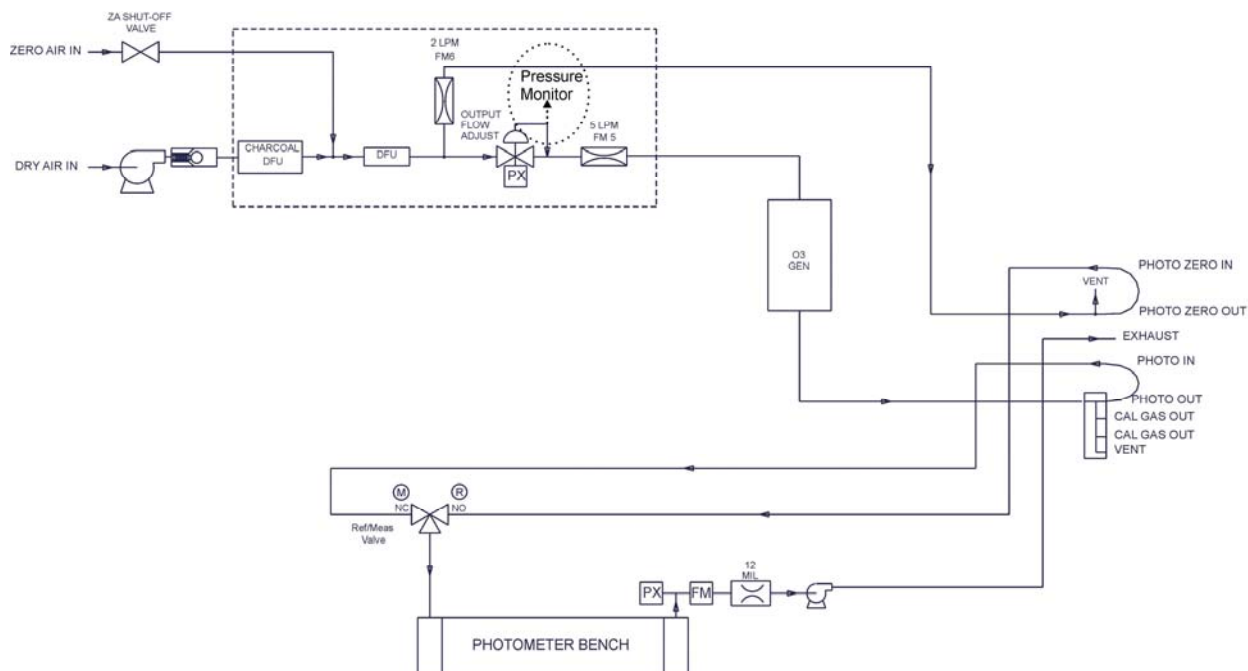 ZA SHUT-OFF
VALVE
ZERO AIR IN
2 LPM
FM6
Pressure
Monitor
OUTPUT
FLOW
ADJUST
5 LPM
FM 5
CHARCOAL
DFU
DFU
DRY AIR IN
PX
O3
GEN
PHOTO ZERO IN
VENT
PHOTO ZERO OUT
EXHAUST
PHOTO IN
PHOTO OUT
CAL GAS OUT
CAL GAS OUT
VENT
M
R
NC
NO
Ref/Meas
Valve
12
MIL
PX
FM
PHOTOMETER BENCH